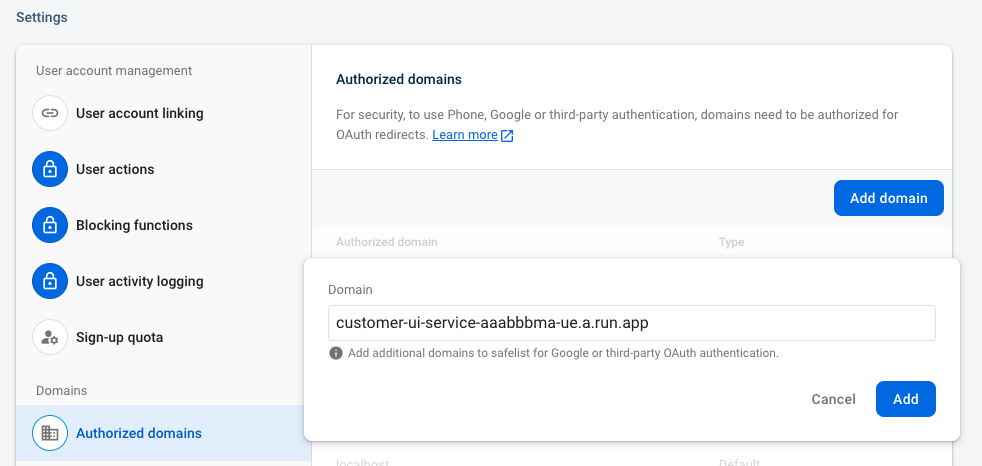 Settings
User account management
User account linking
User actions
Blocking functions
User activity logging
Sign-up quota
Domains
Authorized domains
Authorized domains
For security, to use Phone, Google or third-party authentication, domains need to be authorized for
OAuth redirects. Learn more
Add domain
Authorized domain Type
Domain
customer-ui-service-aaabbbma-ue.a.run.app
Add additional domains to safelist for Google or third-party OAuth authentication.
Cancel Add
localhost Default